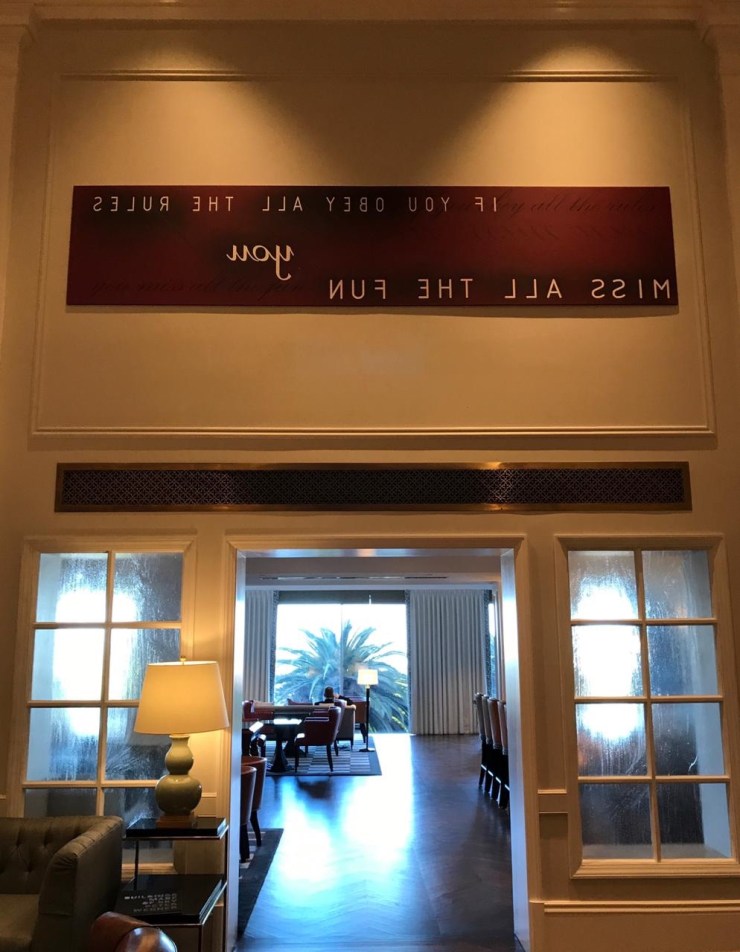 IF YOU OBEY ALL THE RULES
you
MISS ALL THE FUN